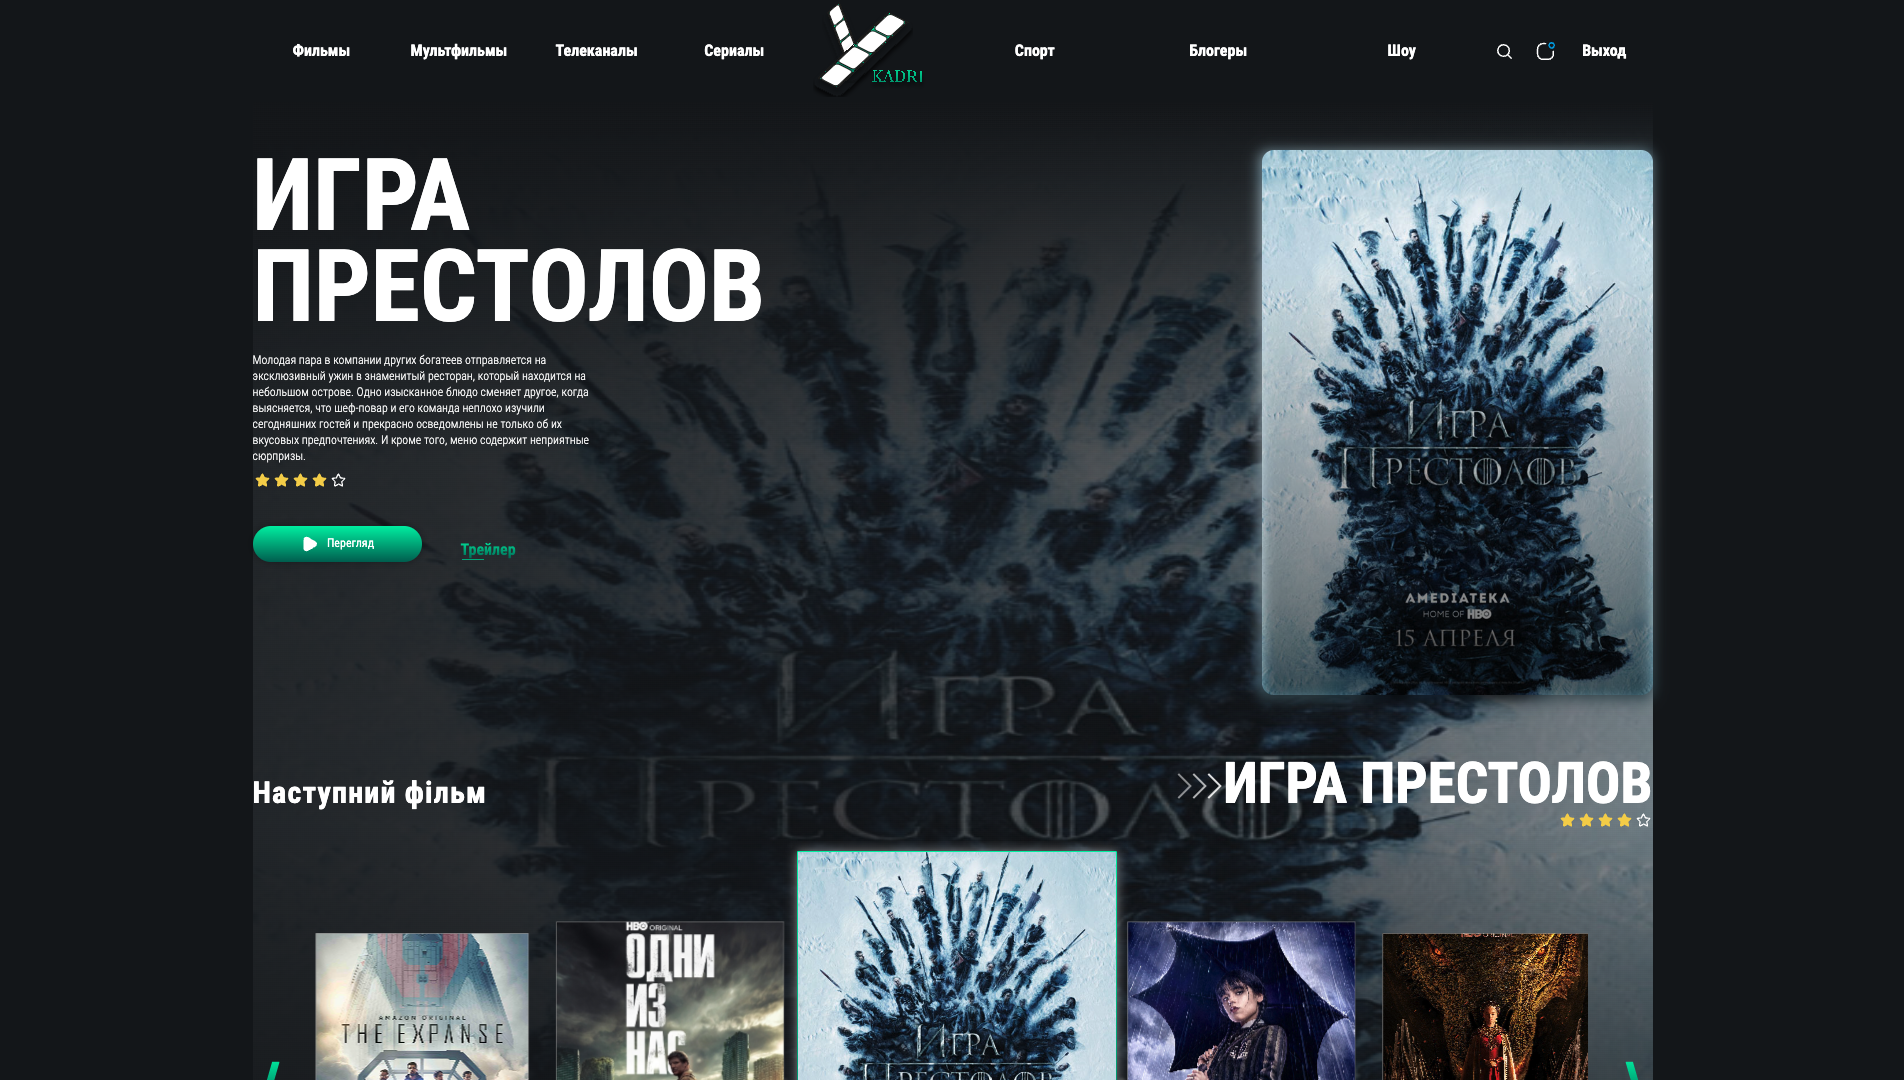 Фильмы
Мультфильмы
Телеканалы
Сериалы
KADRI
Спорт
Блогеры
Шоу
Выход
ИГРА
ПРЕСТОЛОВ
Молодая пара в компании других богатеев отправляется на
эксклюзивный ужин в знаменитый ресторан, который находится на
небольшом острове. Одно изысканное блюдо сменяет другое, когда
выясняется, что шеф-повар и его команда неплохо изучили
сегодняшних гостей и прекрасно осведомлены не только об их
вкусовых предпочтениях. И кроме того, меню содержит неприятные
сюрпризы.
Перегляд
Трейлер
Игра
Престолов
AMEDIATEKA
HOME OF HBO
15 АПРЕЛЯ
Игра
Престолов
Наступний фільм
ИГРА ПРЕСТОЛОВ
AMAZON ORIGINAL
THE EXPANSE
HBO ORIGINAL
ОДНИ
ИЗ
НАС
Игра
Престолов